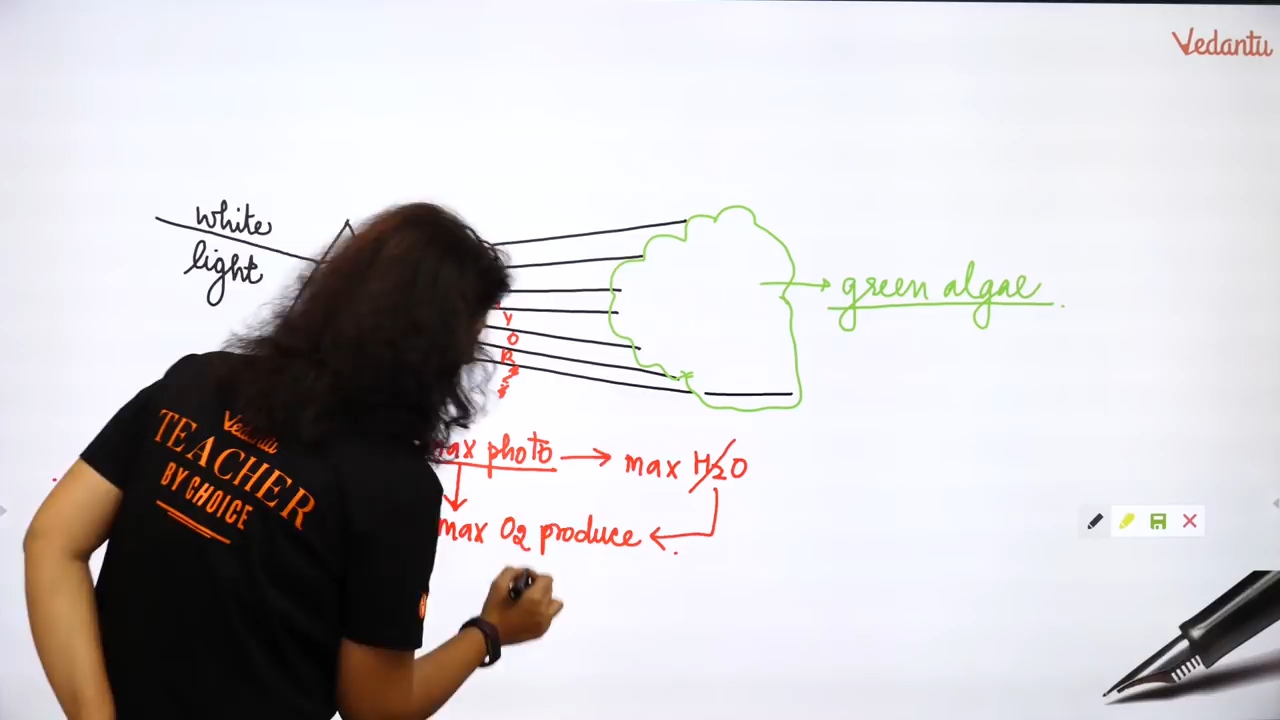 Vedantu
white
light
green algae
Y
O
R
max photo → max H2O
max O2 produce
Vedantu
TEACHER
BY CHOICE